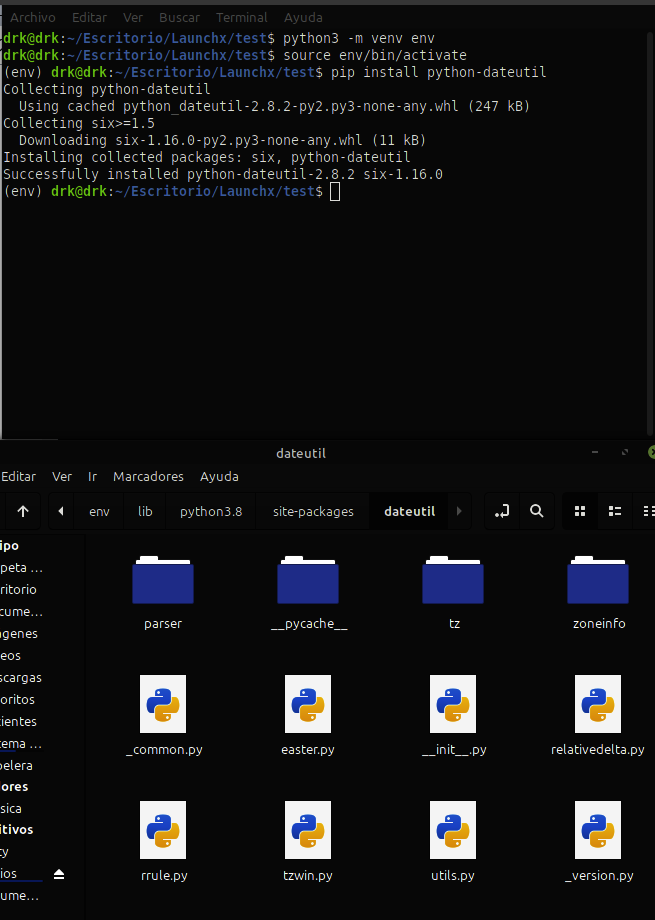 Archivo Editar Ver Buscar Terminal Ayuda
drk@drk:~/Escritorio/Launchx/test$ python3 -m venv env
drk@drk:~/Escritorio/Launchx/test$ source env/bin/activate
(env) drk@drk:~/Escritorio/Launchx/test$ pip install python-dateutil
Collecting python-dateutil
  Using cached python_dateutil-2.8.2-py2.py3-none-any.whl (247 kB)
Collecting six>=1.5
  Downloading six-1.16.0-py2.py3-none-any.whl (11 kB)
Installing collected packages: six, python-dateutil
Successfully installed python-dateutil-2.8.2 six-1.16.0
(env) drk@drk:~/Escritorio/Launchx/test$
dateutil
Editar Ver Ir Marcadores Ayuda
env lib python3.8 site-packages dateutil
ipo
peta ...
ritorio
cume...
ágenes
eos
scargas
oritos
cientes
tema ...
pelera
ores
sica
itivos
ty
ios
ume...
parser __pycache__ tz zoneinfo
_common.py easter.py __init__.py relativedelta.py
rrule.py tzwin.py utils.py _version.py